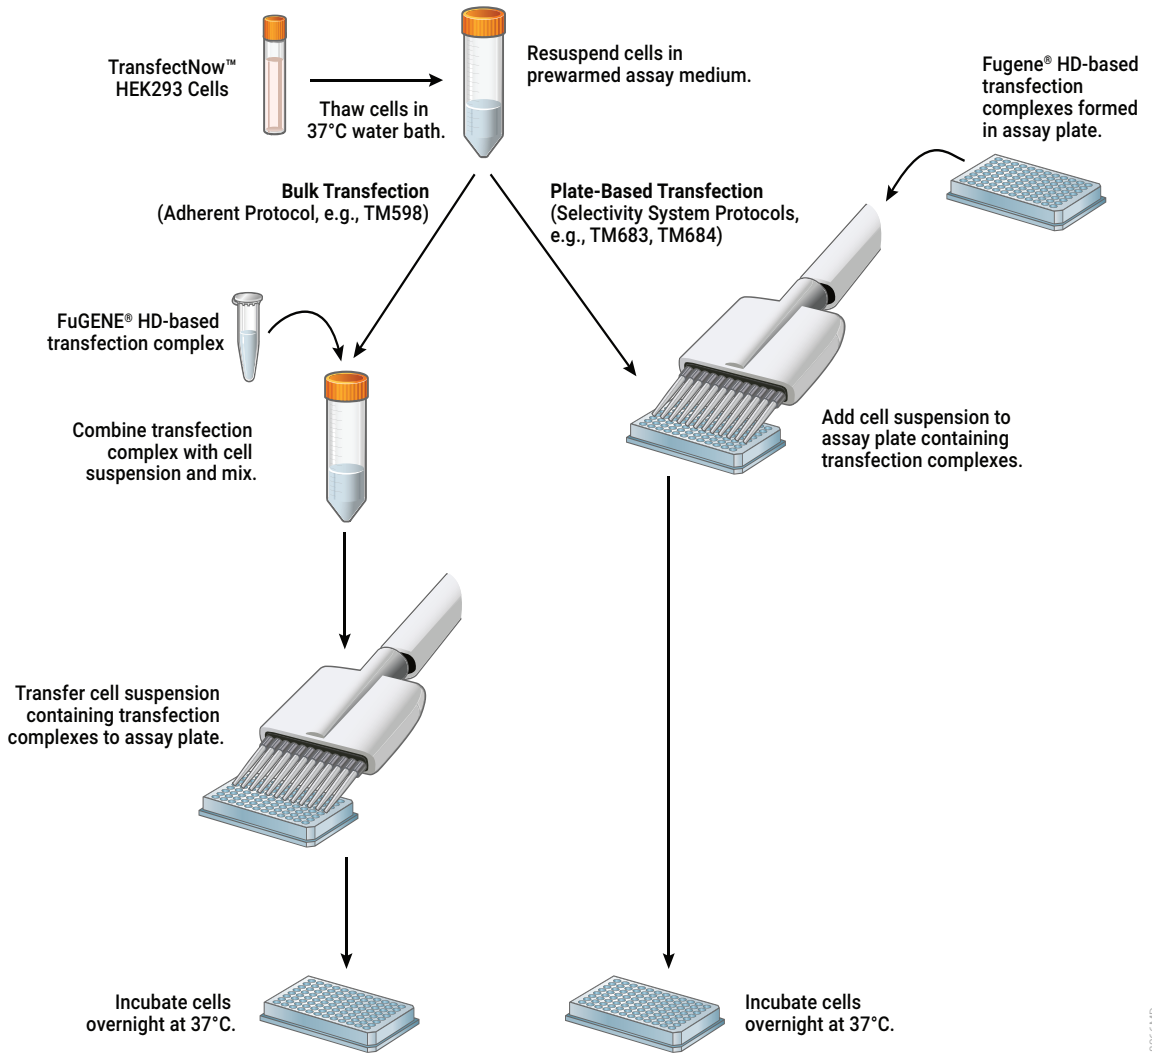 TransfectNow™
HEK293 Cells
Thaw cells in
37°C water bath.
Resuspend cells in
prewarmed assay medium.
Fugene® HD-based
transfection
complexes formed
in assay plate.
Bulk Transfection
(Adherent Protocol, e.g., TM598)
Plate-Based Transfection
(Selectivity System Protocols,
e.g., TM683, TM684)
FuGENE® HD-based
transfection complex
Combine transfection
complex with cell
suspension and mix.
Add cell suspension to
assay plate containing
transfection complexes.
Transfer cell suspension
containing transfection
complexes to assay plate.
Incubate cells
overnight at 37°C.
Incubate cells
overnight at 37°C.